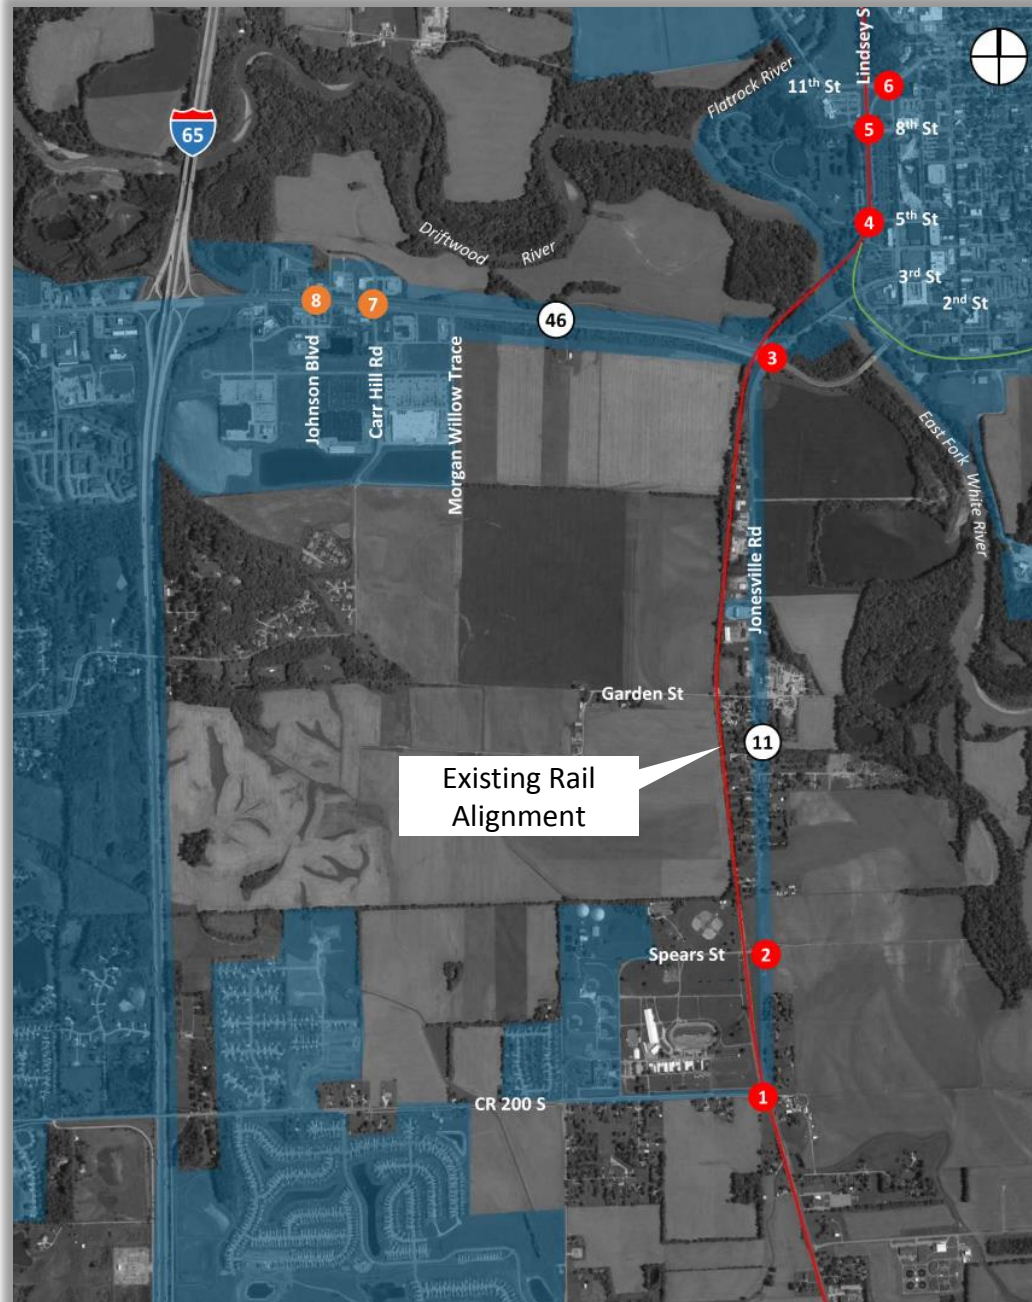 Lindsey S
11th St
6
Flatrock River
65
5
8th St
4
5th St
Driftwood
River
3rd St
2nd St
8
7
46
3
Johnson Blvd
Carr Hill Rd
Morgan Willow Trace
East Fork
White River
Jonesville Rd
Garden St
11
Existing Rail
Alignment
Spears St
2
CR 200 S
1